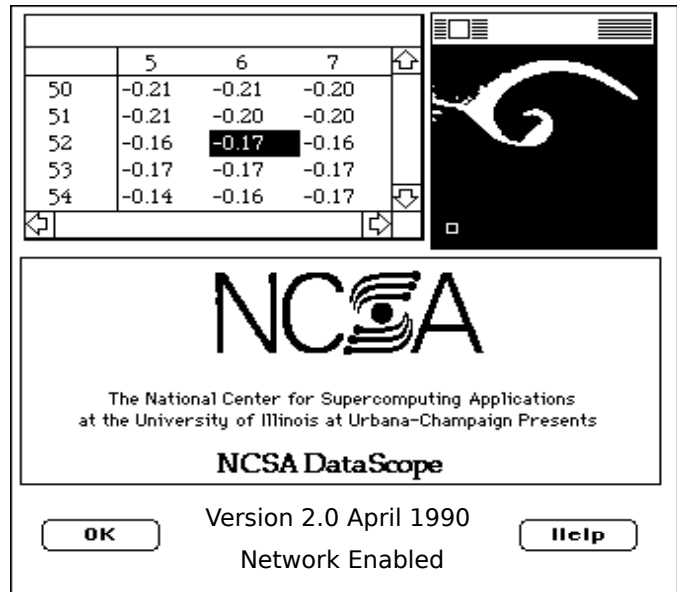 5 6 7
50 -0.21 -0.21 -0.20
51 -0.21 -0.20 -0.20
52 -0.16 -0.17 -0.16
53 -0.17 -0.17 -0.17
54 -0.14 -0.16 -0.17
NCSA
The National Center for Supercomputing Applications
at the University of Illinois at Urbana-Champaign Presents
NCSA DataScope
Version 2.0 April 1990
OK
Help
Network Enabled